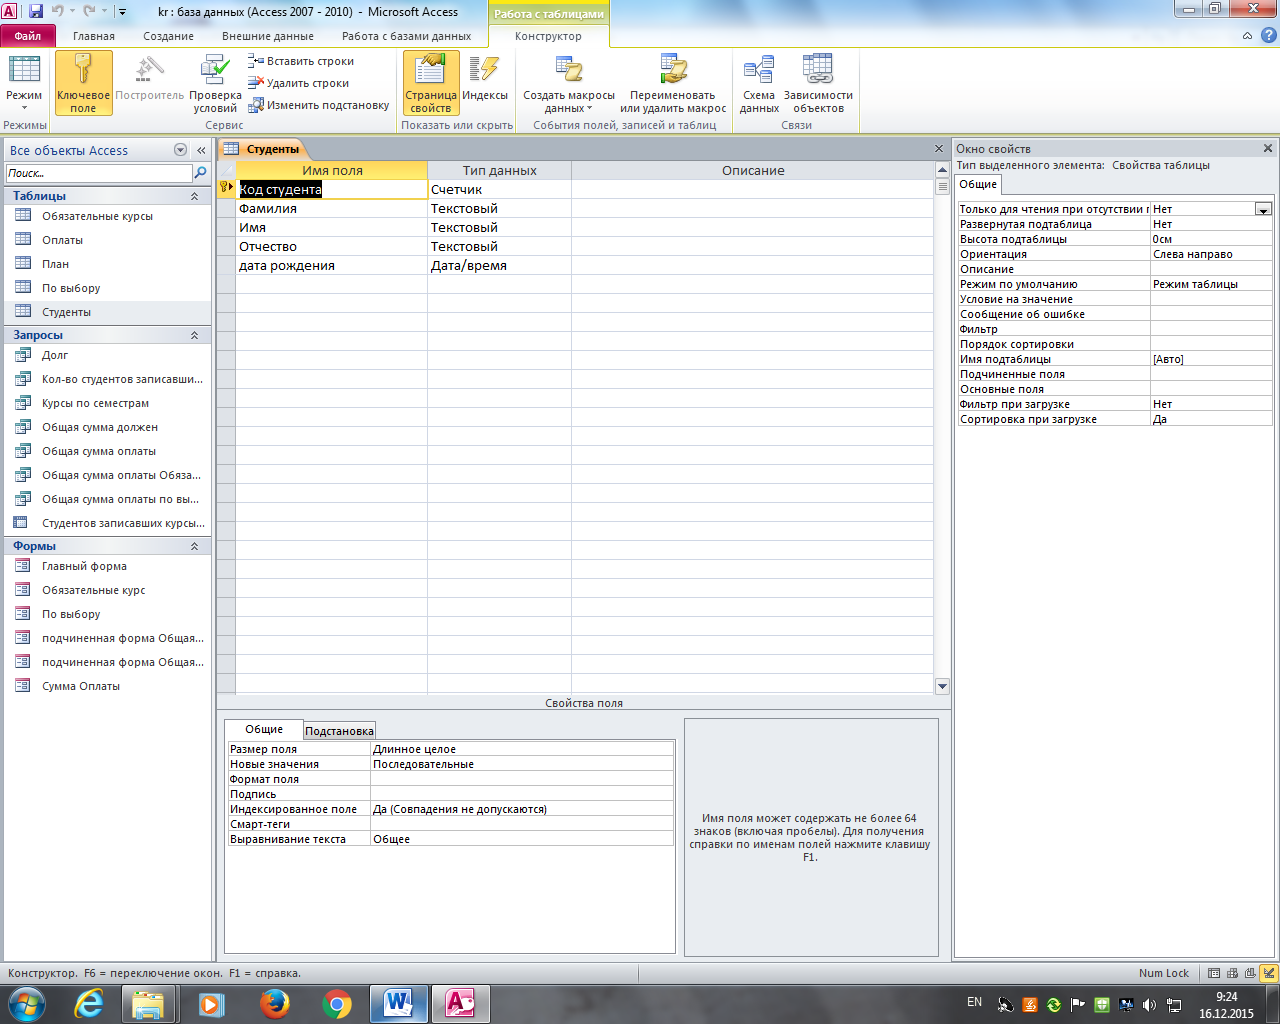 kr : база данных (Access 2007 - 2010) - Microsoft Access
Работа с таблицами
Файл
Главная
Создание
Внешние данные
Работа с базами данных
Конструктор
Режим
Ключевое поле
Построитель
Проверка условий
Вставить строки
Удалить строки
Изменить подстановку
Страница свойств
Индексы
Создать макросы данных
Переименовать или удалить макрос
Схема данных
Зависимости объектов
Режимы
Сервис
Показать или скрыть
События полей, записей и таблиц
Связи
Все объекты Access
Поиск...
Таблицы
Обязательные курсы
Оплаты
План
По выбору
Студенты
Запросы
Долг
Кол-во студентов записавши...
Курсы по семестрам
Общая сумма должен
Общая сумма оплаты
Общая сумма оплаты Обяза...
Общая сумма оплаты по вы...
Студентов записавших курсы...
Формы
Главный форма
Обязательные курс
По выбору
подчиненная форма Общая...
подчиненная форма Общая...
Сумма Оплаты
Студенты
Имя поля Тип данных Описание
Код студента Счетчик
Фамилия Текстовый
Имя Текстовый
Отчество Текстовый
дата рождения Дата/время
Свойства поля
Общие Подстановка
Размер поля Длинное целое
Новые значения Последовательные
Формат поля
Подпись
Индексированное поле Да (Совпадения не допускаются)
Смарт-теги
Выравнивание текста Общее
Имя поля может содержать не более 64
знаков (включая пробелы). Для получения
справки по именам полей нажмите клавишу
F1.
Окно свойств
Тип выделенного элемента: Свойства таблицы
Общие
Только для чтения при отсутствии Нет
Развернутая подтаблица Нет
Высота подтаблицы 0см
Ориентация Слева направо
Описание
Режим по умолчанию Режим таблицы
Условие на значение
Сообщение об ошибке
Фильтр
Порядок сортировки
Имя подтаблицы [Авто]
Подчиненные поля
Основные поля
Фильтр при загрузке Нет
Сортировка при загрузке Да
Конструктор. F6 = переключение окон. F1 = справка.
Num Lock
EN
9:24
16.12.2015